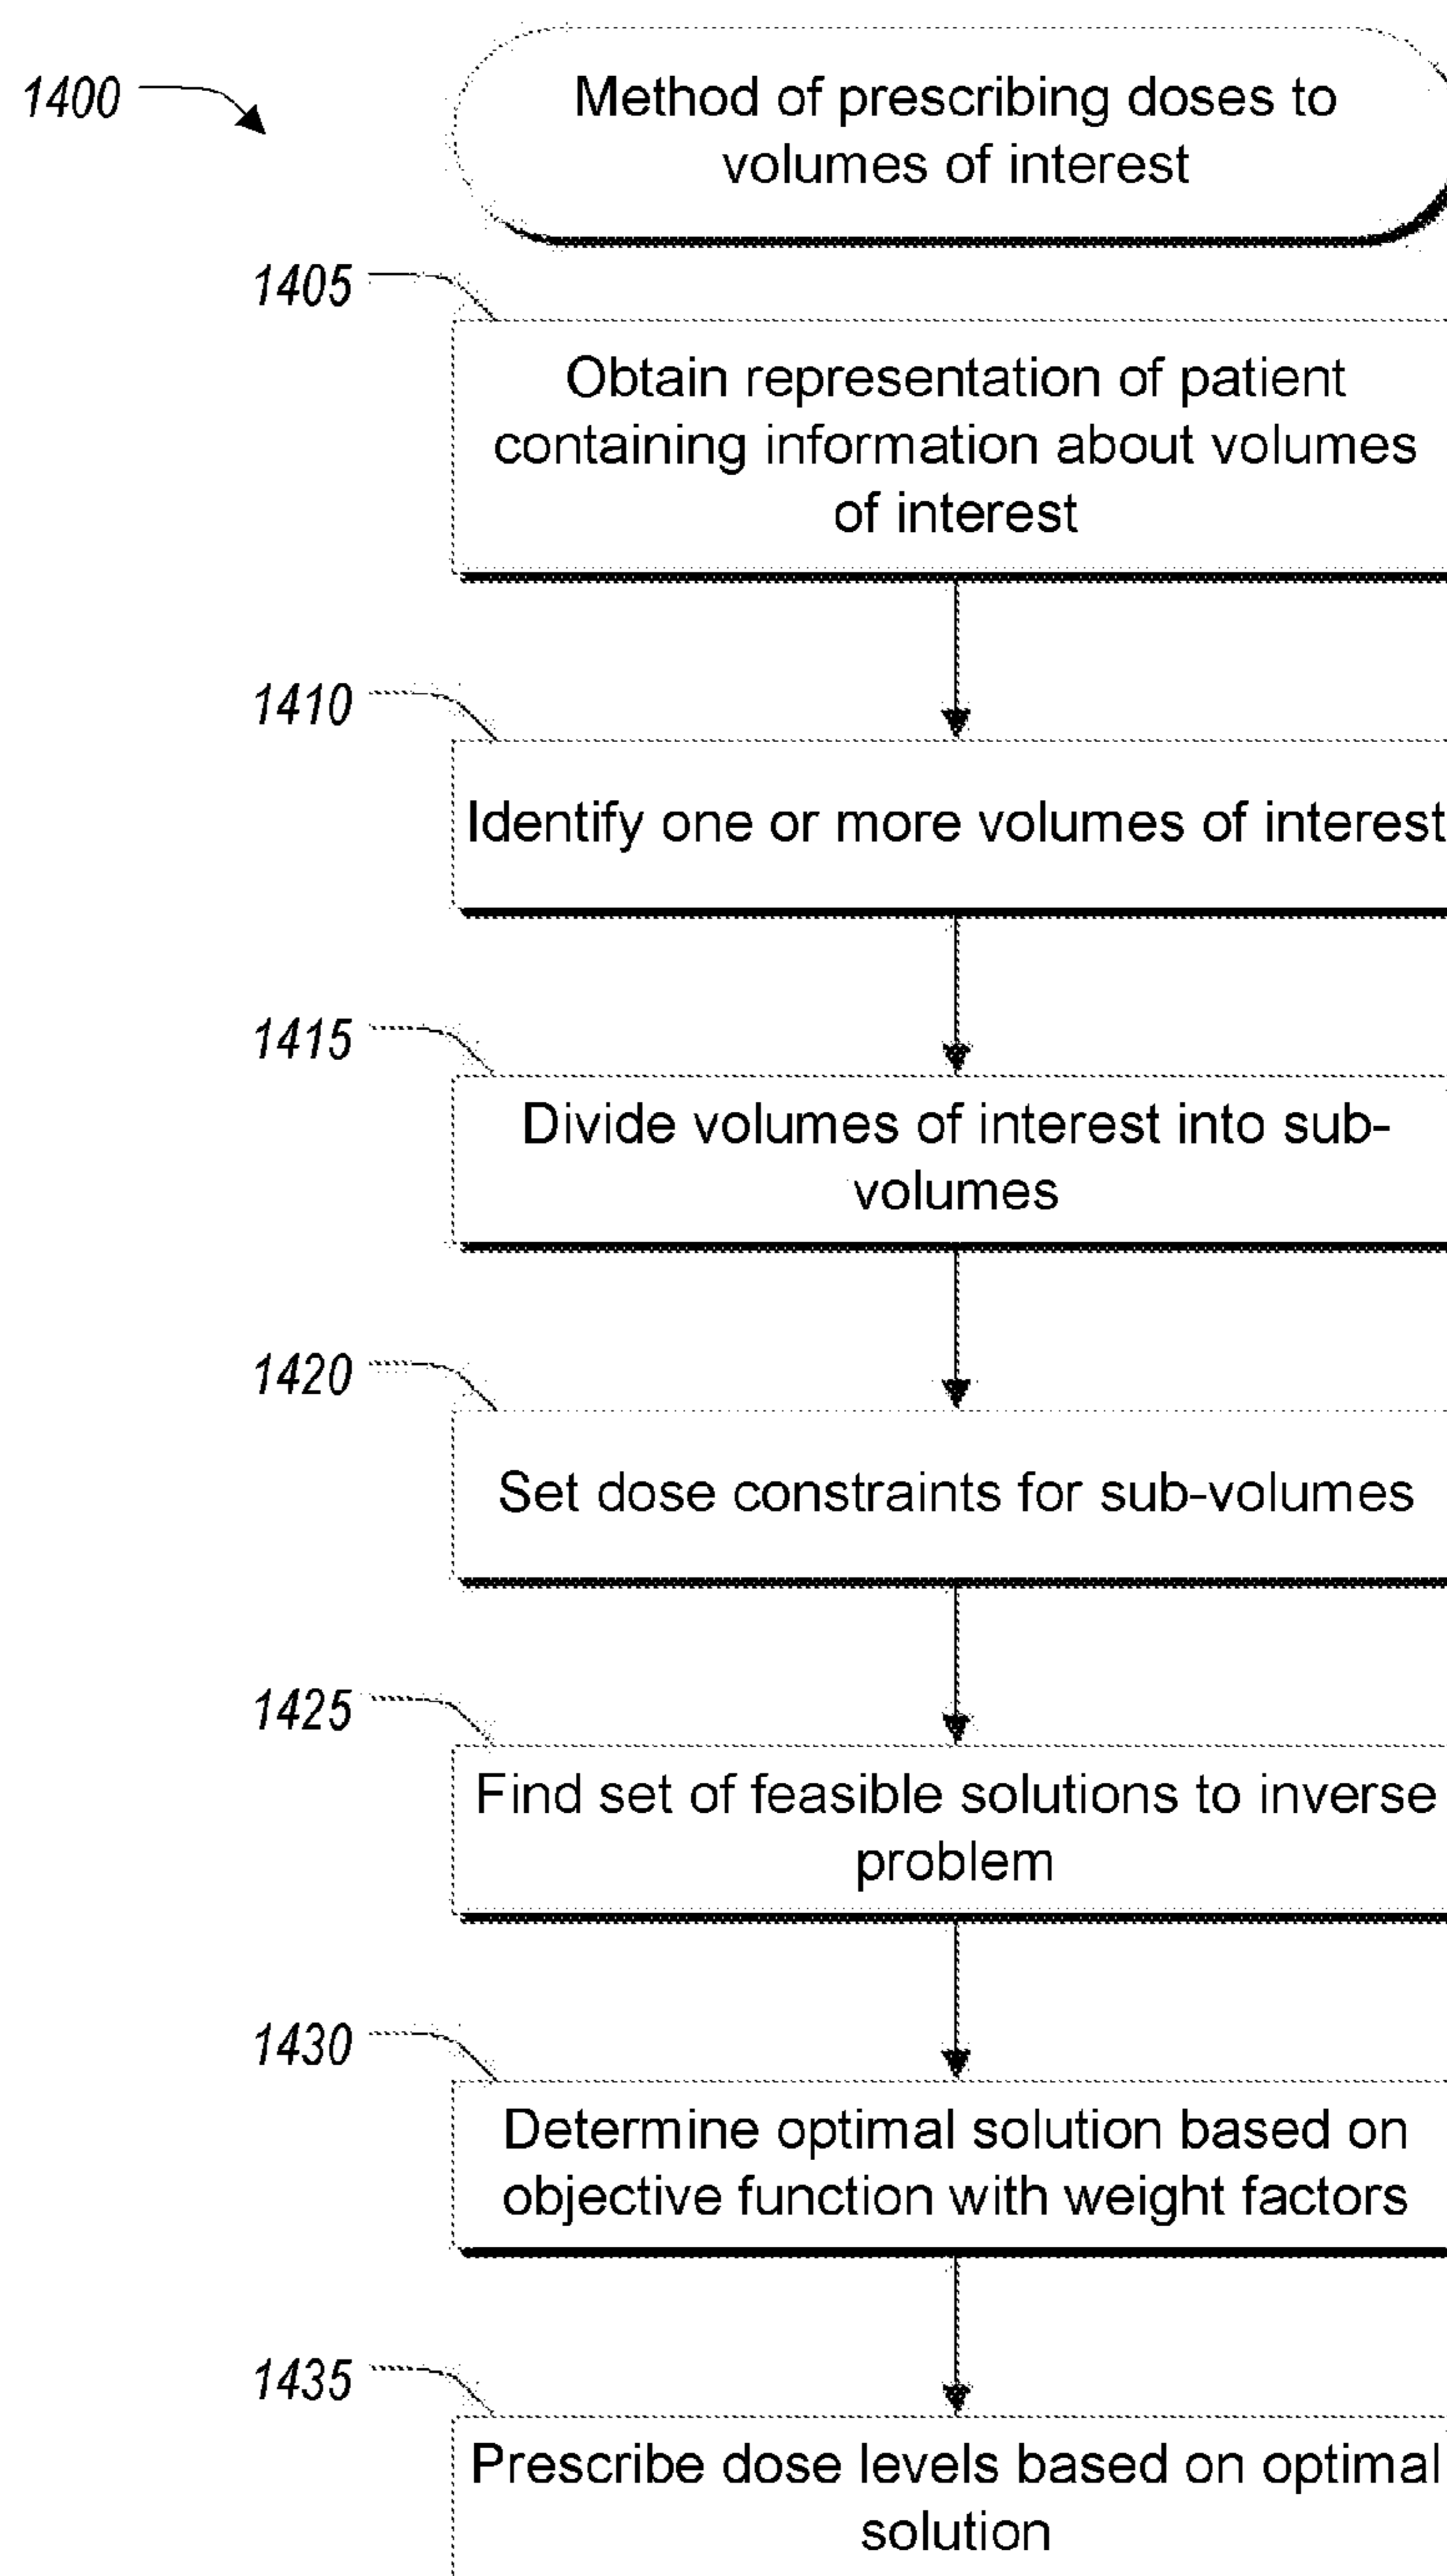 1400
Method of prescribing doses to
volumes of interest
1405
Obtain representation of patient
containing information about volumes
of interest
1410
Identify one or more volumes of interest
1415
Divide volumes of interest into sub-
volumes
1420
Set dose constraints for sub-volumes
1425
Find set of feasible solutions to inverse
problem
1430
Determine optimal solution based on
objective function with weight factors
1435
Prescribe dose levels based on optimal
solution